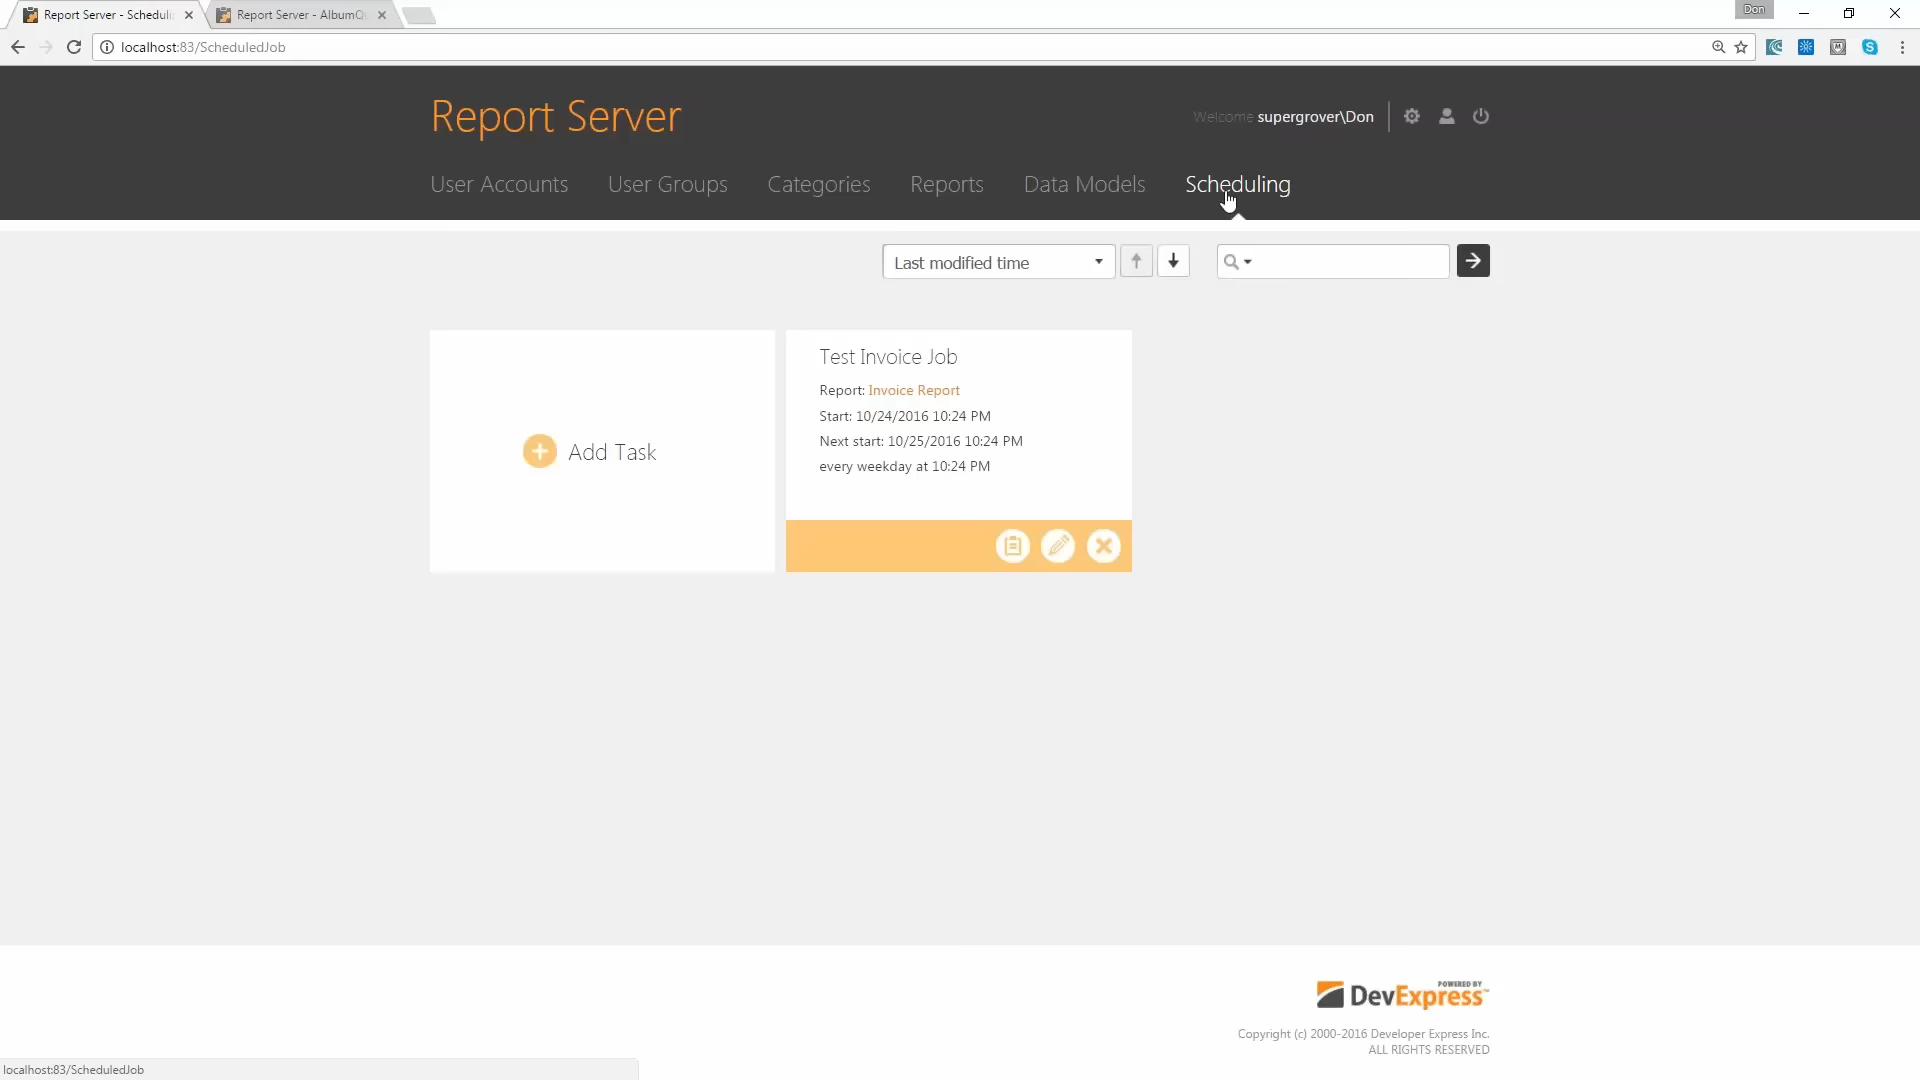 Report Server - Scheduli
Report Server - AlbumQ
Don
localhost:83/ScheduledJob
Report Server
Welcome supergrover\Don
User Accounts
User Groups
Categories
Reports
Data Models
Scheduling
Last modified time
Add Task
Test Invoice Job
Report: Invoice Report
Start: 10/24/2016 10:24 PM
Next start: 10/25/2016 10:24 PM
every weekday at 10:24 PM
POWERED BY
DevExpress™
Copyright (c) 2000-2016 Developer Express Inc.
ALL RIGHTS RESERVED
localhost:83/ScheduledJob